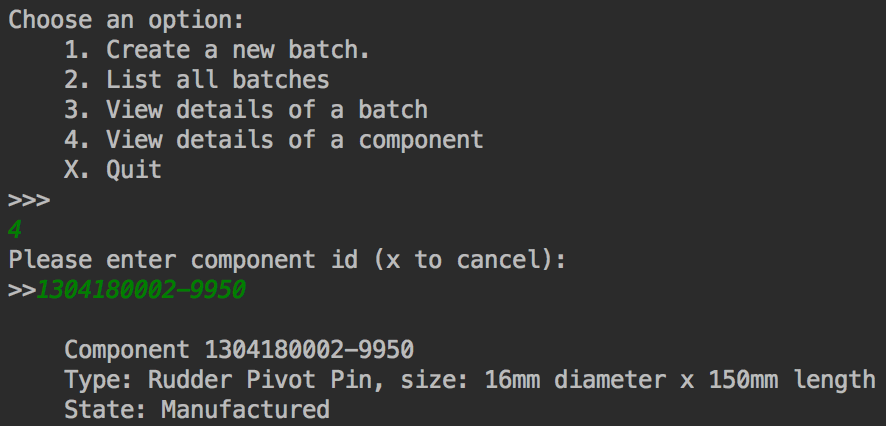 Choose an option:
1. Create a new batch.
2. List all batches
3. View details of a batch
4. View details of a component
X. Quit
>>>
4
Please enter component id (x to cancel):
>>1304180002-9950
Component 1304180002-9950
Type: Rudder Pivot Pin, size: 16mm diameter x 150mm length
State: Manufactured